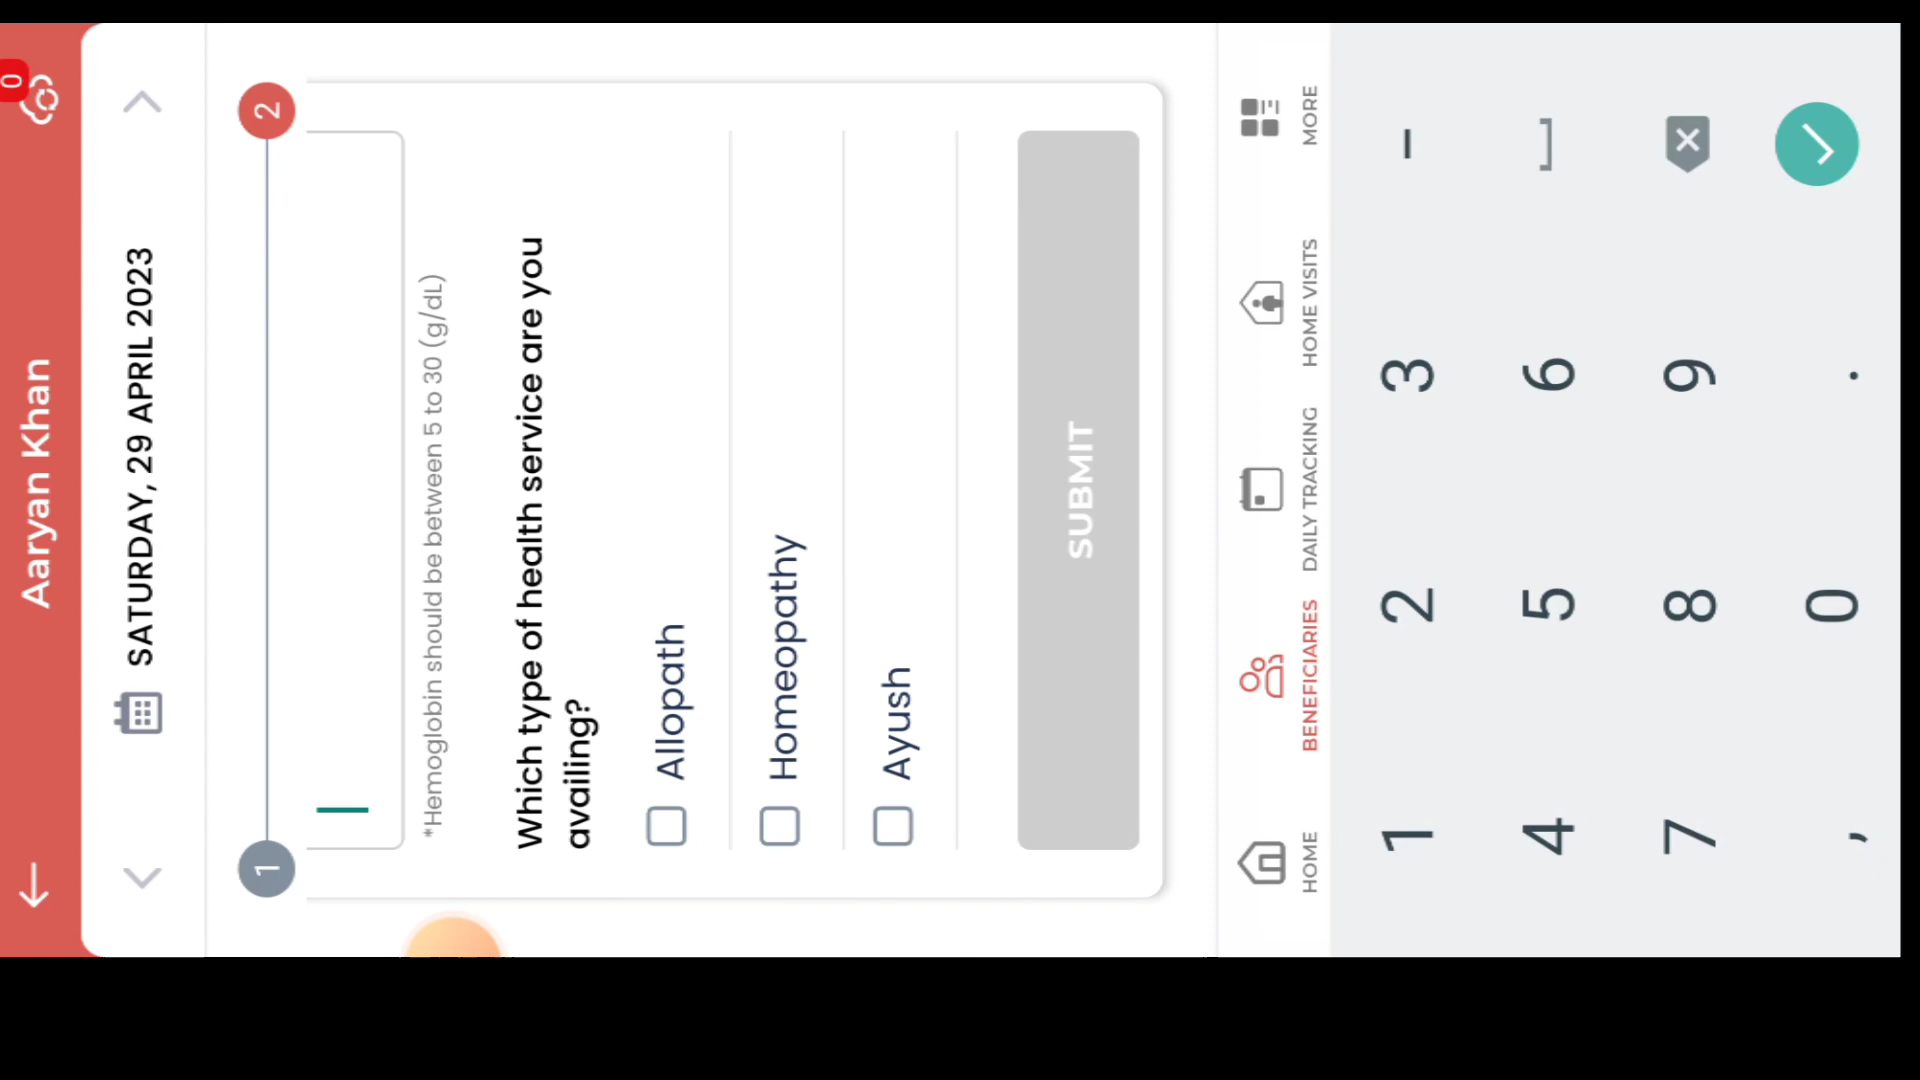 Aaryan Khan
0
SATURDAY, 29 APRIL 2023
1
2
*Hemoglobin should be between 5 to 30 (g/dL)
Which type of health service are you
availing?
Allopath
Homeopathy
Ayush
SUBMIT
HOME
BENEFICIARIES
DAILY TRACKING
HOME VISITS
MORE
1 2 3 -
4 5 6
7 8 9
, 0 .